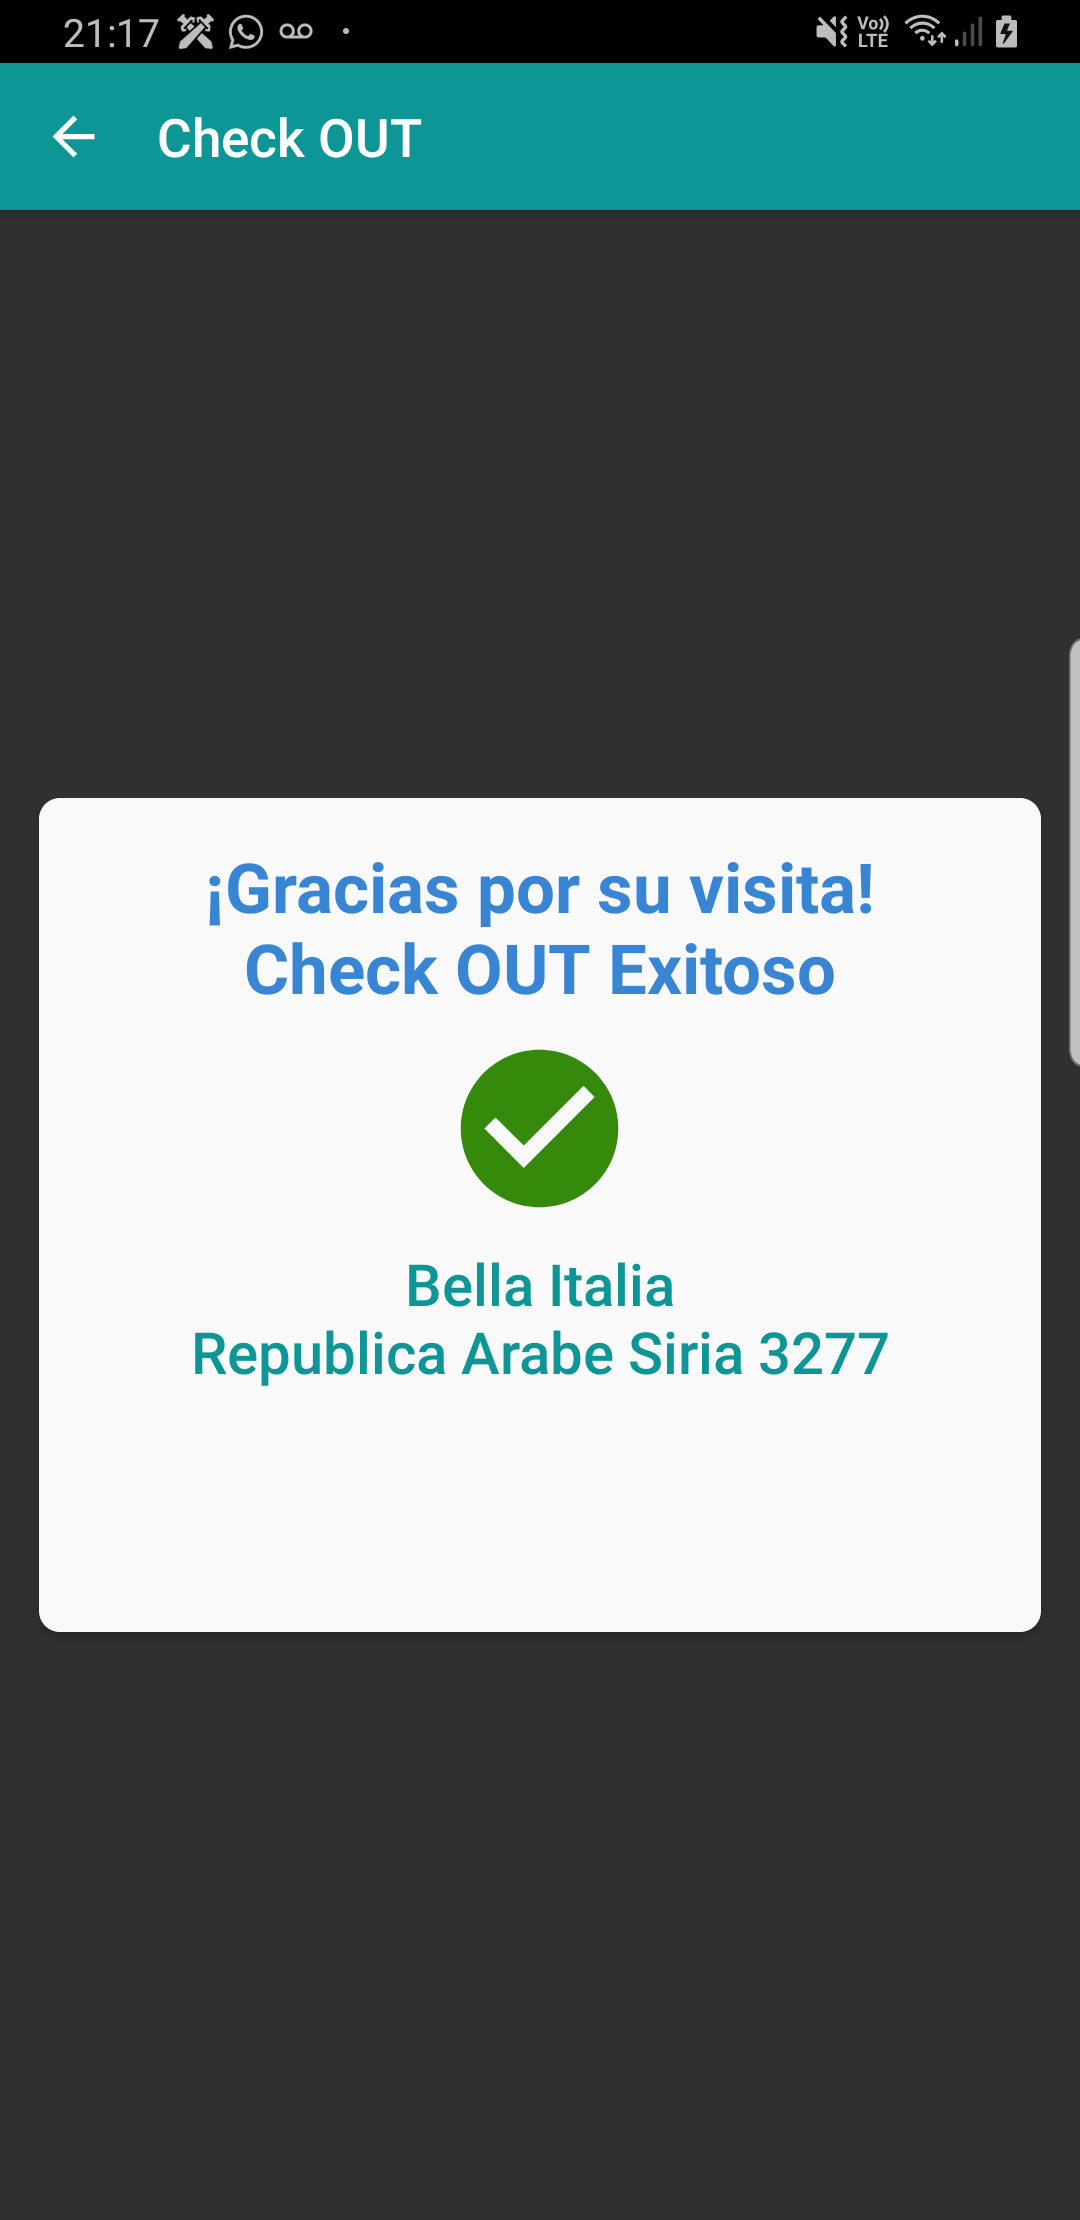 21:17
Vo)) LTE
Check OUT
¡Gracias por su visita!
Check OUT Exitoso
Bella Italia
Republica Arabe Siria 3277